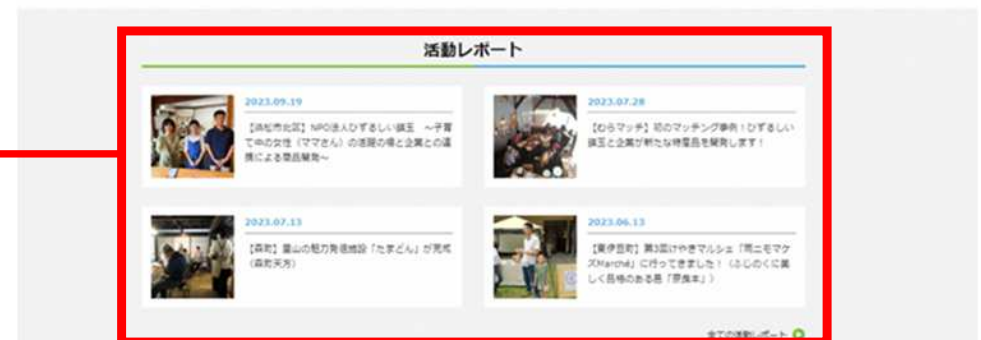 活動レポート
2023.09.19
【浜松市北区】NPO法人ひずるしい鎮玉 ～子育
て中の女性（ママさん）の活躍の場と企業との連
携による商品開発～
2023.07.28
【むらマッチ】初のマッチング事例！ひずるしい
鎮玉と企業が新たな特産品を開発します！
2023.07.13
【森町】里山の魅力発信施設「たまどん」が完成
（森町天方）
2023.06.13
【東伊豆町】第3回けやきマルシェ「雨ニモマケ
ズMarché」に行ってきました！（ふじのくに美
しく品格のある邑「奈良本」）
全ての活動レポート